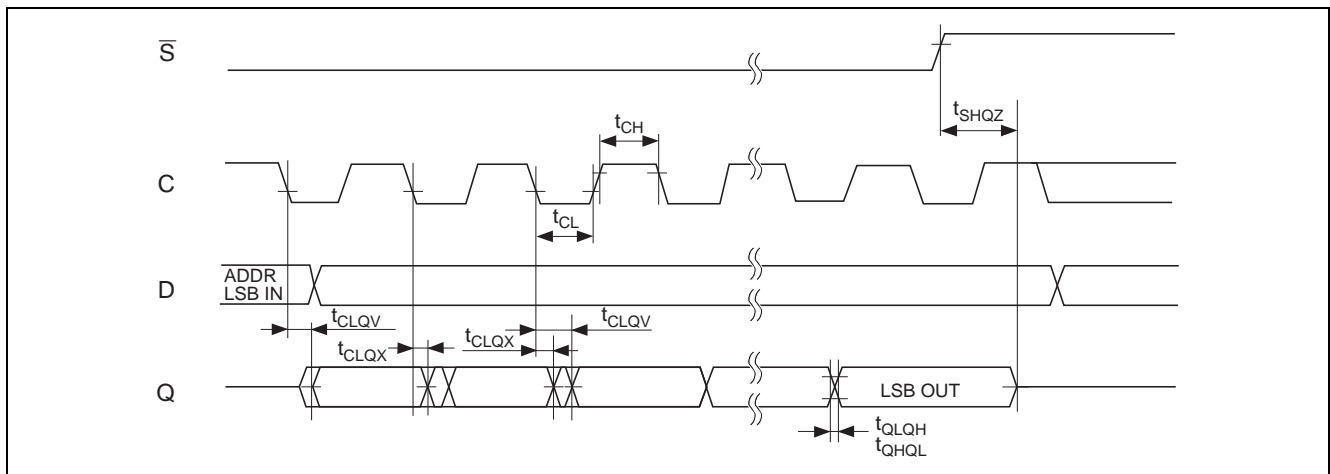 S̅
tSHQZ
tCH
C
tCL
ADDR
LSB IN
D
tCLQV
tCLQV
tCLQX
tCLQX
Q
LSB OUT
tQLQH
tQHQL